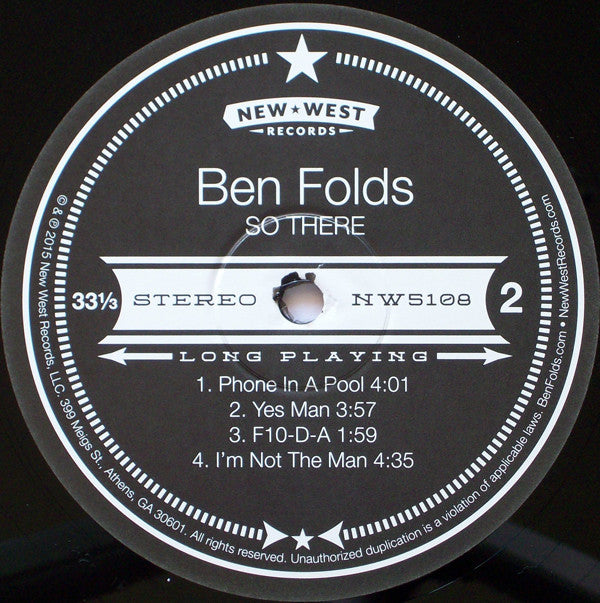 NEW★WEST
RECORDS
Ben Folds
SO THERE
33⅓
STEREO
NW5108
2
LONG PLAYING
1. Phone In A Pool 4:01
2. Yes Man 3:57
3. F10-D-A 1:59
4. I'm Not The Man 4:35
© & ℗ 2015 New West Records, LLC. 399 Meigs St., Athens, GA 30601. All rights reserved. Unauthorized duplication is a violation of applicable laws. BenFolds.com • NewWestRecords.com